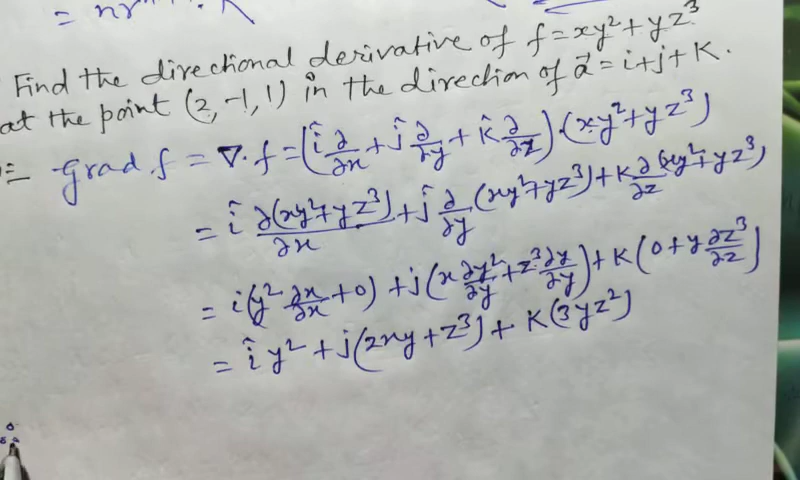 = nrⁿ⁻ · K
Find the directional derivative of f = xy² + yz³
at the point (2, -1, 1) in the direction of a⃗ = i+j+K.
⇒ grad f = ∇·f = (î ∂/∂x + ĵ ∂/∂y + k̂ ∂/∂z)·(xy² + yz³)
= î ∂(xy²+yz³)/∂x + ĵ ∂/∂y (xy²+yz³) + K ∂/∂z (xy²+yz³)
= i(y² ∂x/∂x + 0) + j(x ∂y²/∂y + z³ ∂y/∂y) + K(0 + y ∂z³/∂z)
= î y² + j(2xy + z³) + K(3yz²)